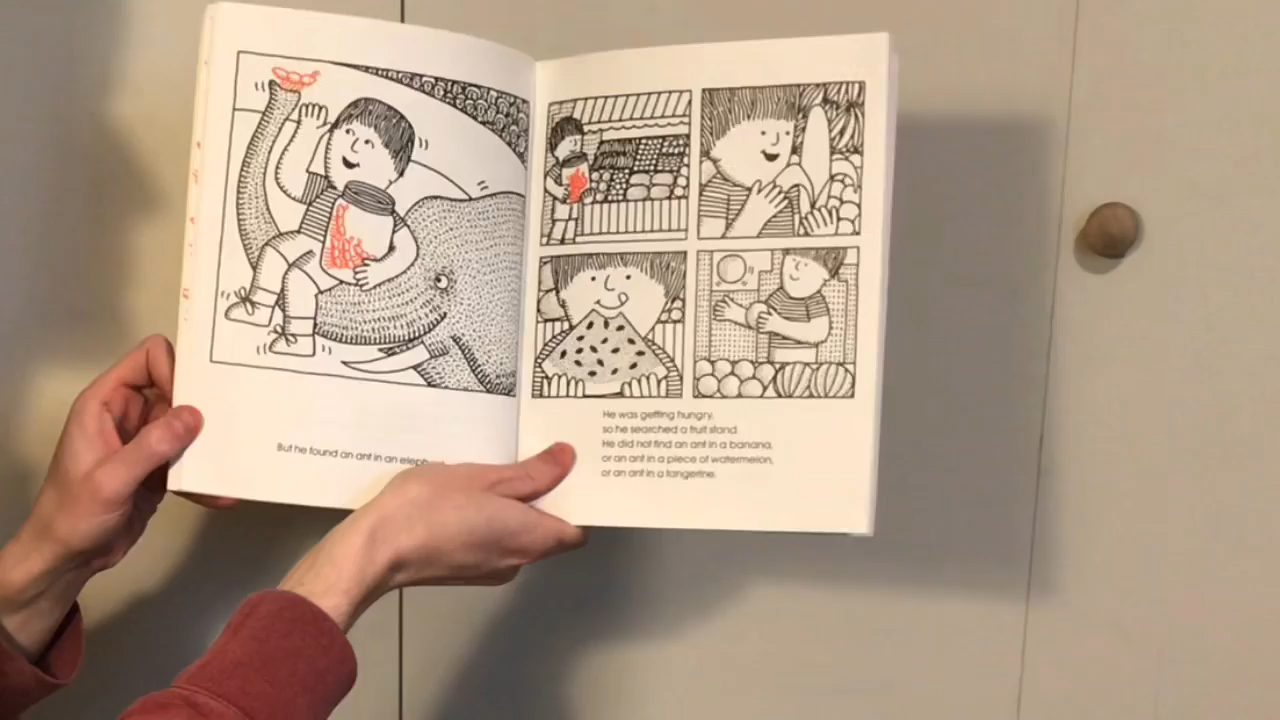 But he found an ant in an
He was getting hungry,
so he searched a fruit stand.
He did not find an ant in a banana,
or an ant in a piece of watermelon,
or an ant in a tangerine.